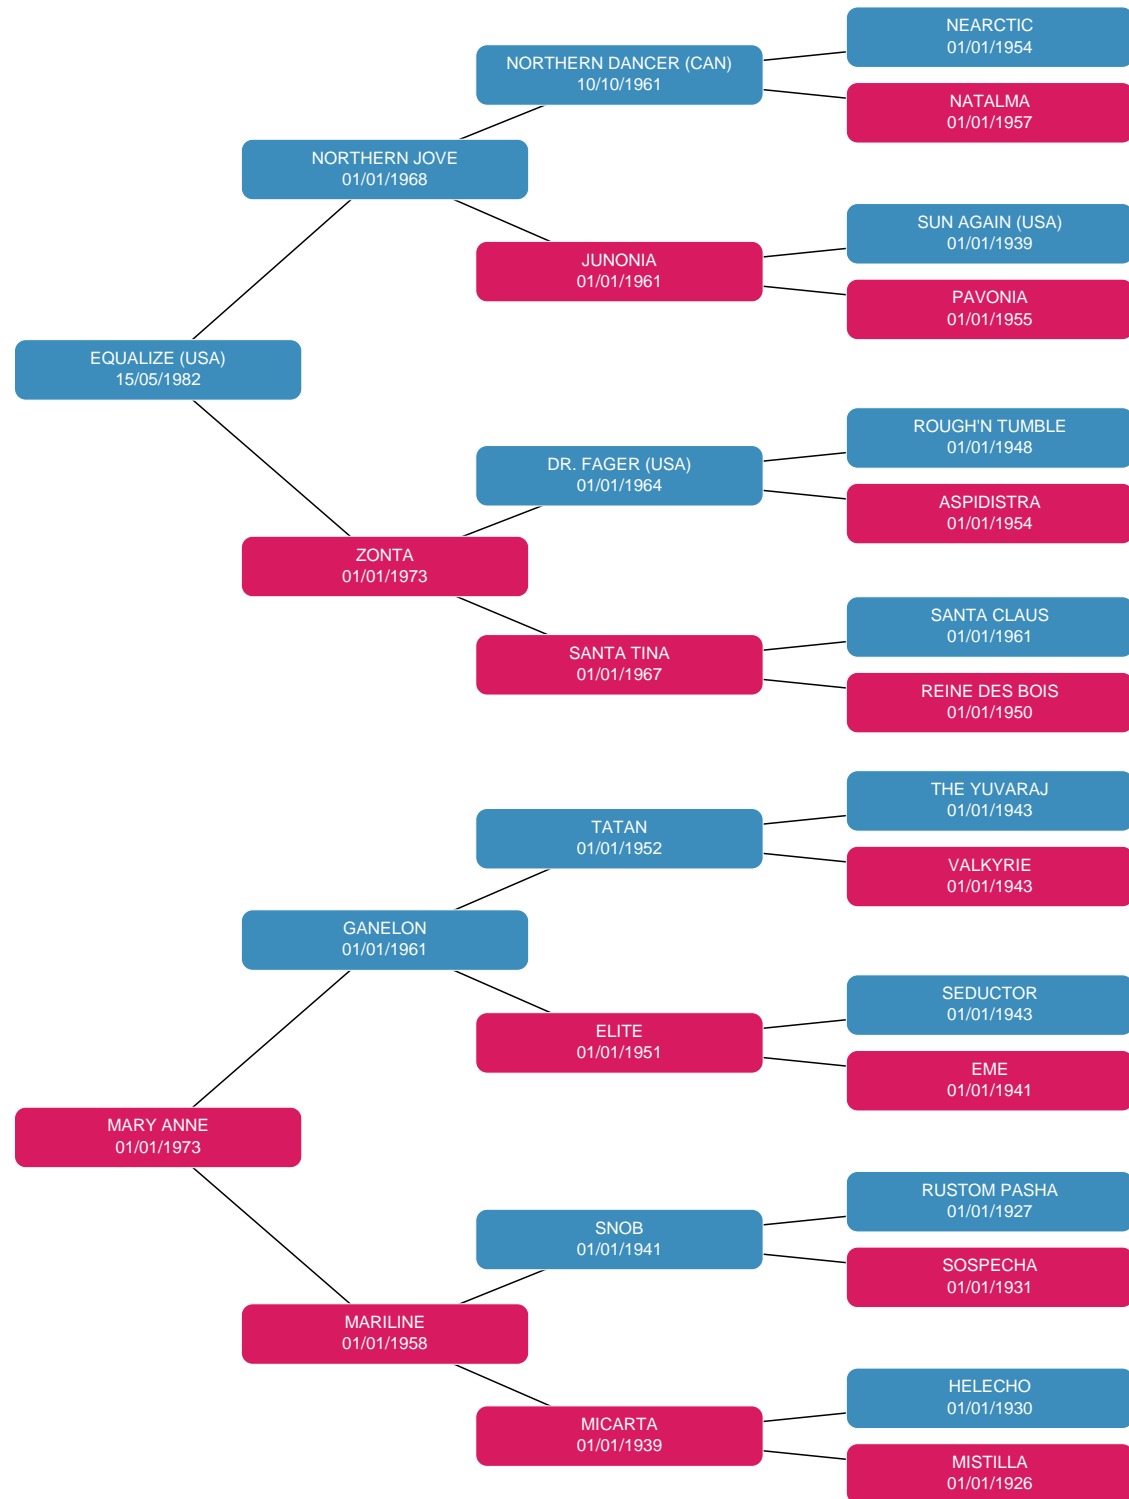 NEARCTIC
01/01/1954
NORTHERN DANCER (CAN)
10/10/1961
NATALMA
01/01/1957
NORTHERN JOVE
01/01/1968
SUN AGAIN (USA)
01/01/1939
JUNONIA
01/01/1961
PAVONIA
01/01/1955
EQUALIZE (USA)
15/05/1982
ROUGH'N TUMBLE
01/01/1948
DR. FAGER (USA)
01/01/1964
ASPIDISTRA
01/01/1954
ZONTA
01/01/1973
SANTA CLAUS
01/01/1961
SANTA TINA
01/01/1967
REINE DES BOIS
01/01/1950
THE YUVARAJ
01/01/1943
TATAN
01/01/1952
VALKYRIE
01/01/1943
GANELON
01/01/1961
SEDUCTOR
01/01/1943
ELITE
01/01/1951
EME
01/01/1941
MARY ANNE
01/01/1973
RUSTOM PASHA
01/01/1927
SNOB
01/01/1941
SOSPECHA
01/01/1931
MARILINE
01/01/1958
HELECHO
01/01/1930
MICARTA
01/01/1939
MISTILLA
01/01/1926